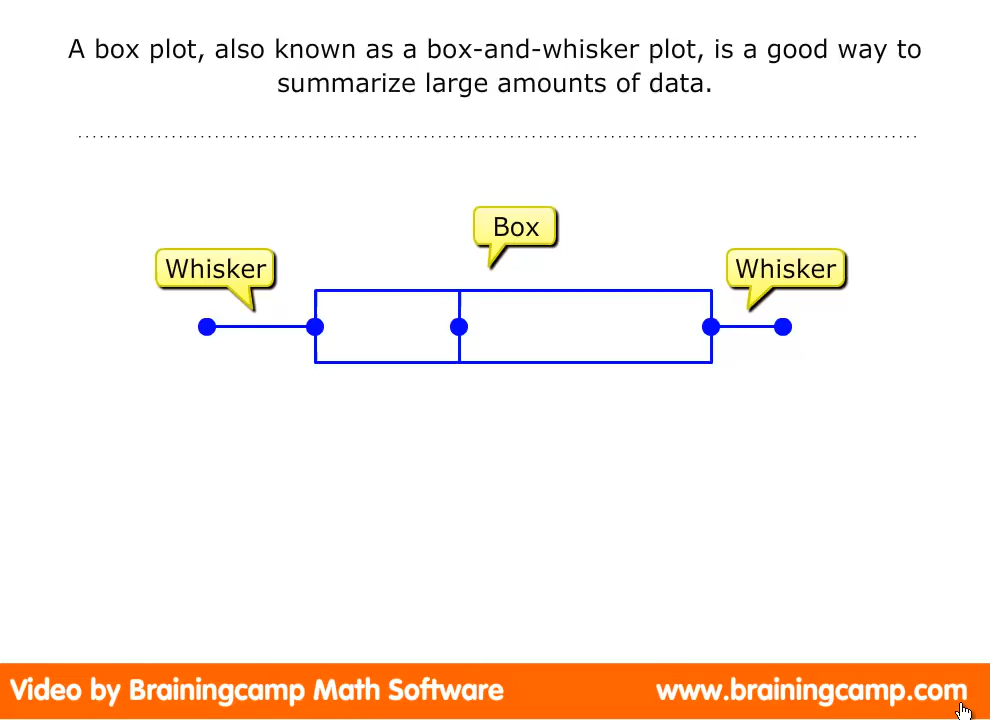 A box plot, also known as a box-and-whisker plot, is a good way to
summarize large amounts of data.
Box
Whisker
Whisker
Video by Brainingcamp Math Software
www.brainingcamp.com